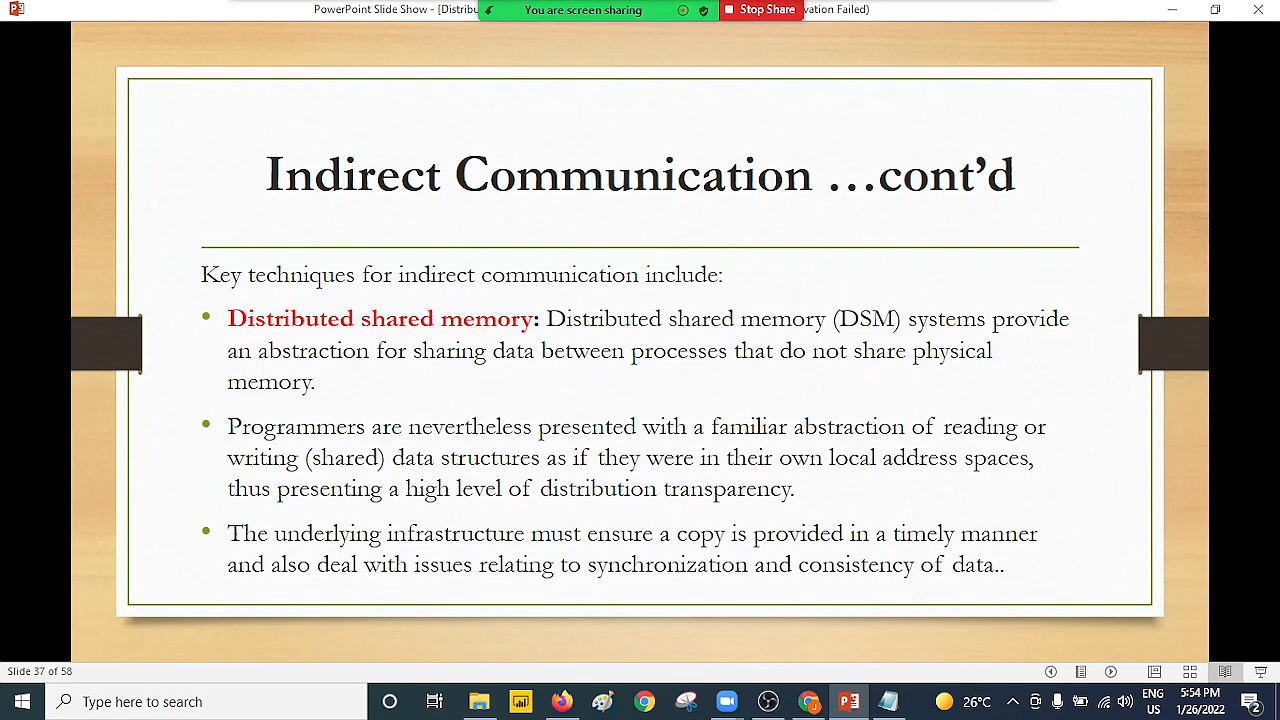 PowerPoint Slide Show - [Distribu
You are screen sharing
Stop Share
vation Failed)
Indirect Communication …cont’d
Key techniques for indirect communication include:
• Distributed shared memory: Distributed shared memory (DSM) systems provide
an abstraction for sharing data between processes that do not share physical
memory.
• Programmers are nevertheless presented with a familiar abstraction of reading or
writing (shared) data structures as if they were in their own local address spaces,
thus presenting a high level of distribution transparency.
• The underlying infrastructure must ensure a copy is provided in a timely manner
and also deal with issues relating to synchronization and consistency of data..
Slide 37 of 58
Type here to search
26°C
ENG
US
5:54 PM
1/26/2022
2